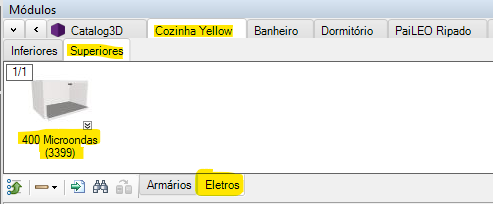 Módulos
Catalog3D Cozinha Yellow Banheiro Dormitório PaiLEO Ripado
Inferiores Superiores
1/1
400 Microondas
(3399)
Armários Eletros